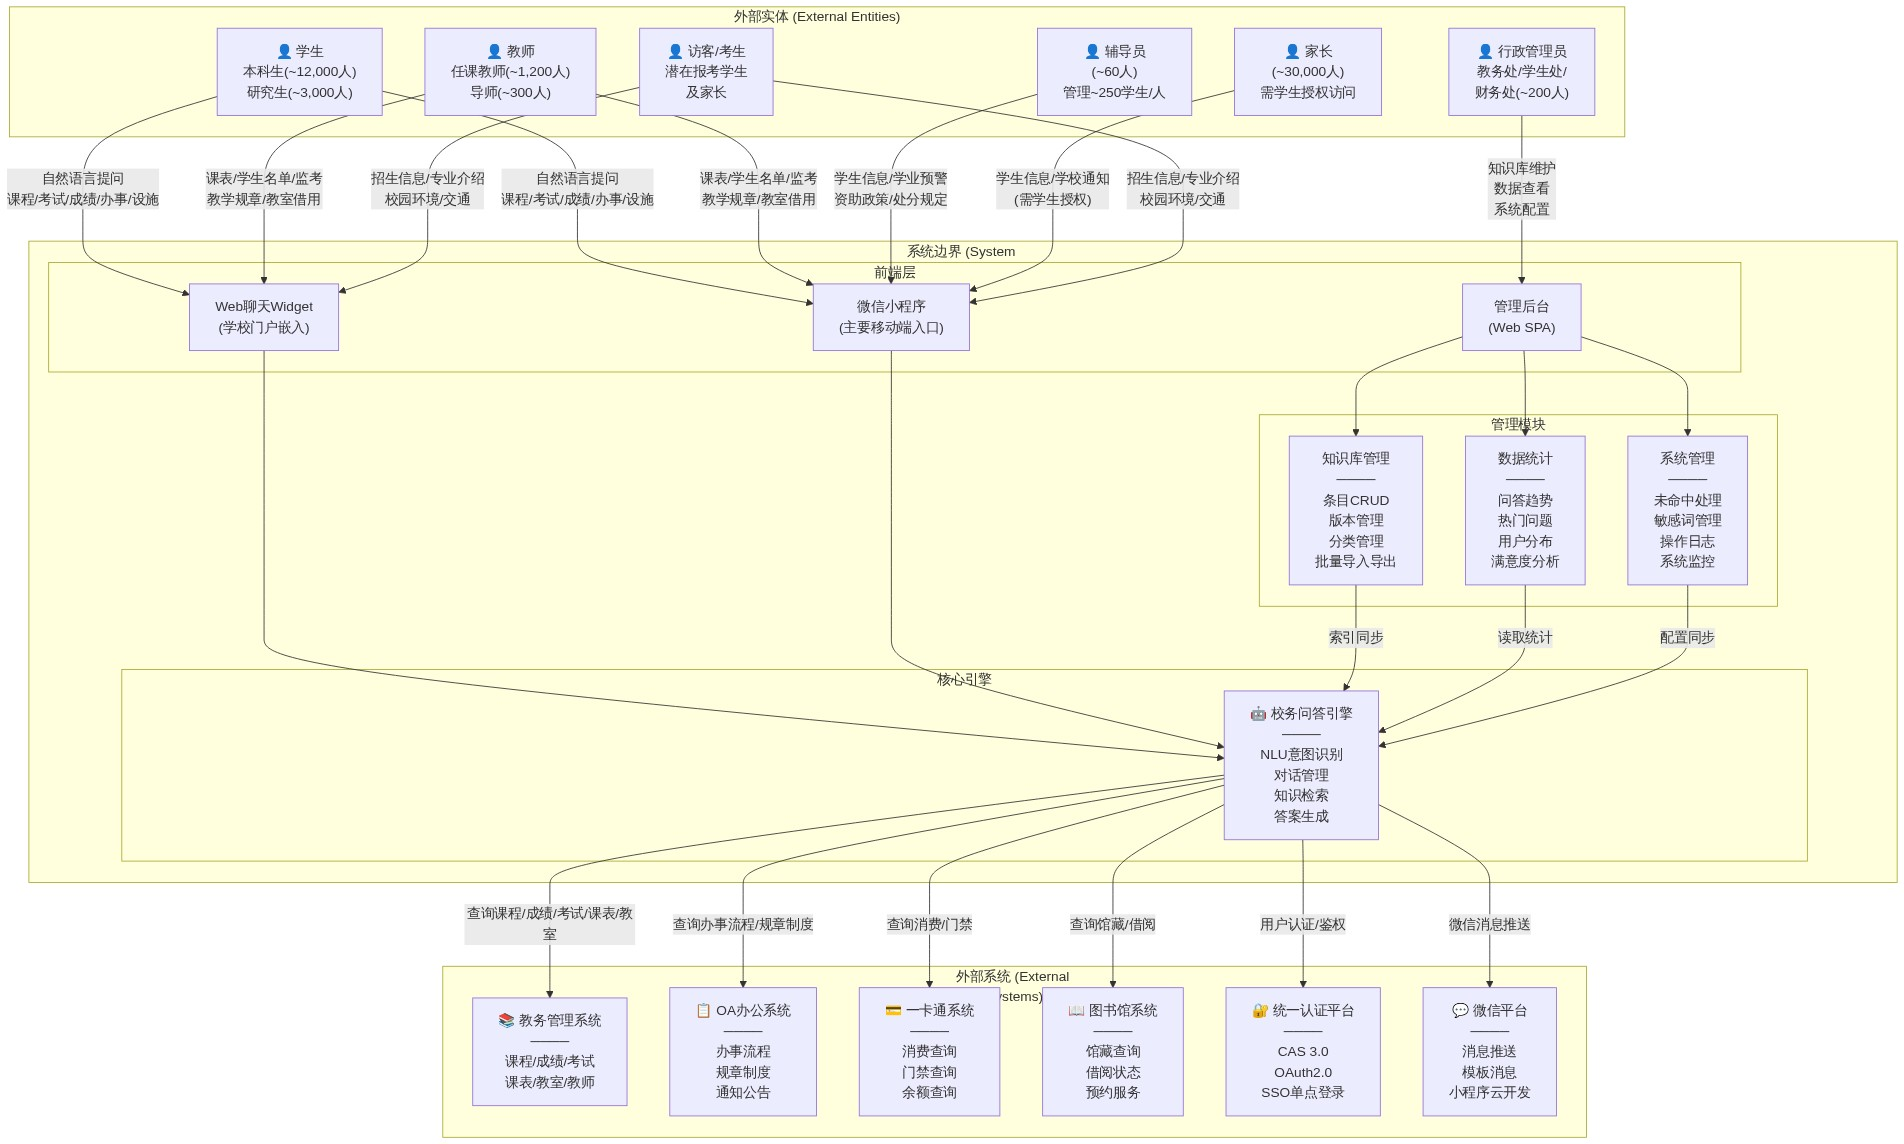 外部实体 (External Entities)
👤 学生
本科生(~12,000人)
研究生(~3,000人)
👤 教师
任课教师(~1,200人)
导师(~300人)
👤 访客/考生
潜在报考学生
及家长
👤 辅导员
(~60人)
管理~250学生/人
👤 家长
(~30,000人)
需学生授权访问
👤 行政管理员
教务处/学生处/
财务处(~200人)
自然语言提问
课程/考试/成绩/办事/设施
课表/学生名单/监考
教学规章/教室借用
招生信息/专业介绍
校园环境/交通
自然语言提问
课程/考试/成绩/办事/设施
课表/学生名单/监考
教学规章/教室借用
学生信息/学业预警
资助政策/处分规定
学生信息/学校通知
(需学生授权)
招生信息/专业介绍
校园环境/交通
知识库维护
数据查看
系统配置
系统边界 (System
前端层
Web聊天Widget
(学校门户嵌入)
微信小程序
(主要移动端入口)
管理后台
(Web SPA)
管理模块
知识库管理
———
条目CRUD
版本管理
分类管理
批量导入导出
数据统计
———
问答趋势
热门问题
用户分布
满意度分析
系统管理
———
未命中处理
敏感词管理
操作日志
系统监控
索引同步
读取统计
配置同步
核心引擎
🤖 校务问答引擎
———
NLU意图识别
对话管理
知识检索
答案生成
查询课程/成绩/考试/课表/教
室
查询办事流程/规章制度
查询消费/门禁
查询馆藏/借阅
用户认证/鉴权
微信消息推送
外部系统 (External
ystems)
📚 教务管理系统
———
课程/成绩/考试
课表/教室/教师
📋 OA办公系统
———
办事流程
规章制度
通知公告
💳 一卡通系统
———
消费查询
门禁查询
余额查询
📖 图书馆系统
———
馆藏查询
借阅状态
预约服务
🔐 统一认证平台
———
CAS 3.0
OAuth2.0
SSO单点登录
💬 微信平台
———
消息推送
模板消息
小程序云开发